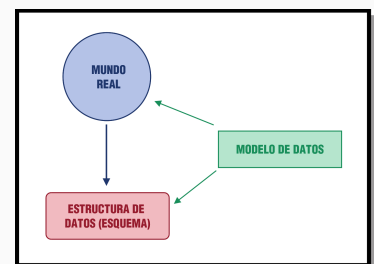 MUNDO
REAL
MODELO DE DATOS
ESTRUCTURA DE
DATOS (ESQUEMA)